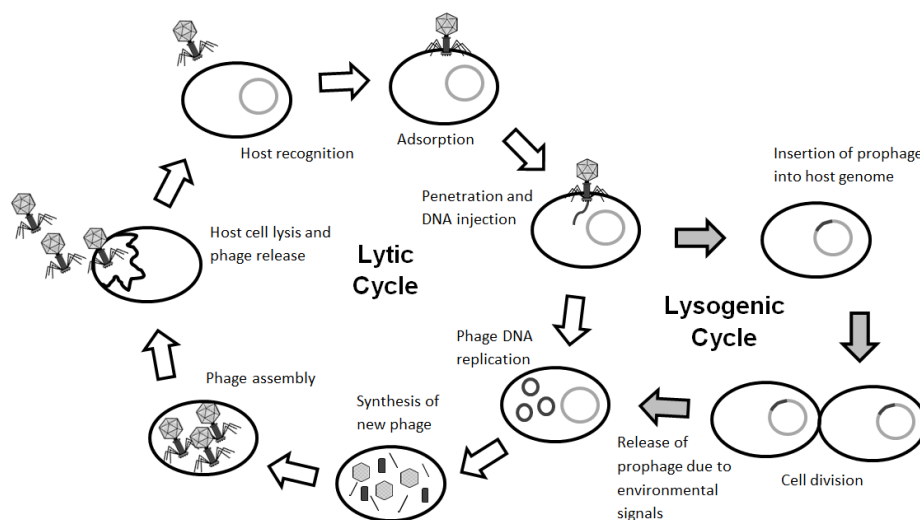 Host recognition
Adsorption
Penetration and
DNA injection
Insertion of prophage
into host genome
Host cell lysis and
phage release
Lytic
Cycle
Lysogenic
Cycle
Phage DNA
replication
Phage assembly
Synthesis of
new phage
Release of
prophage due to
environmental
signals
Cell division